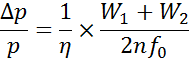 Δp/p = 1/η × (W₁ + W₂)/(2nf₀)